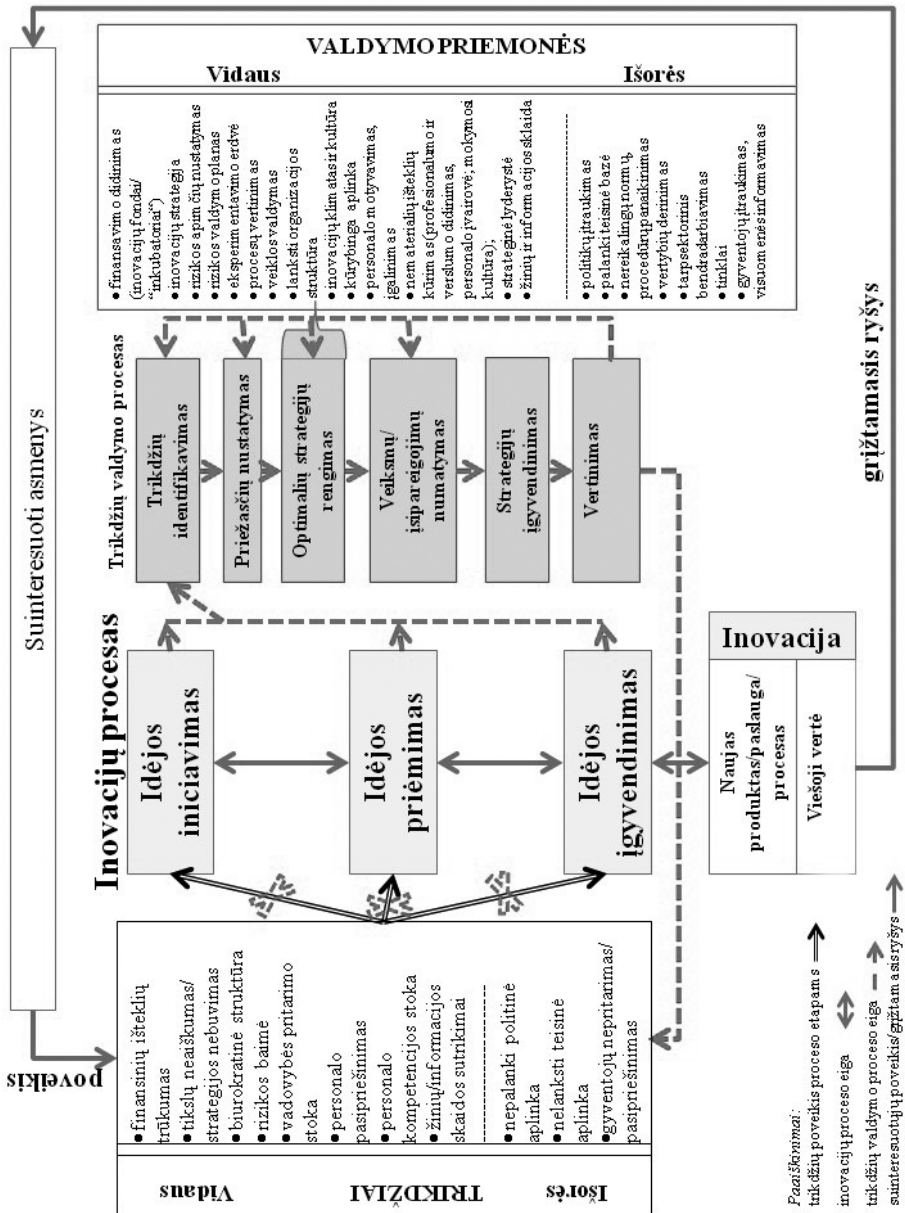 Suinteresuoti asmenys
poveikis
grįžtamasis ryšys
TRIKDŽIAI
Vidaus
•finansinių išteklių
trūkumas
•tikslų neaiškumas/
strategijos nebuvimas
•biurokratinė struktūra
•rizikos baimė
•vadovybės pritarimo
stoka
•personalo
pasipriešinimas
•personalo
kompetencijos stoka
•žinių/informacijos
skaidos sutrikimai
Išorės
•nepalanki politinė
aplinka
•nelanksti teisinė
aplinka
•gyventojų nepritarimas/
pasipriešinimas
Inovacijų procesas
Idėjos
iniciavimas
Idėjos
priėmimas
Idėjos
įgyvendinimas
Inovacija
Naujas
produktas/paslauga/
procesas
Viešoji vertė
Trikdžių valdymo procesas
Trikdžių
identifikavimas
Priežasčių nustatymas
Optimalių strategijų
rengimas
Veiksmų/
įsipareigojimų
numatymas
Strategijų
įgyvendinimas
Vertinimas
VALDYMO PRIEMONĖS
Vidaus
•finansavimo didinimas
(inovacijų fondai/
“inkubatoriai“)
•inovacijų strategija
•rizikos apimčių nustatymas
•rizikos valdymo planas
•eksperimentavimo erdvė
•procesų vertinimas
•veiklos valdymas
•lanksti organizacijos
struktūra
•inovacijų klimatas ir kultūra
•kūrybinga aplinka
•personalo motyvavimas,
įgalinimas
•nematerialių išteklių
kūrimas (profesionalumo ir
verslumo didinimas,
personalo įvairovė; mokymosi
kultūra);
•strateginė lyderystė
•žinių ir informacijos sklaida
Išorės
•politikų įtraukimas
•palanki teisinė bazė
•nereikalingų normų,
procedūrų panaikinimas
•vertybių derinimas
•tarpsektorinis
bendradarbiavimas
•tinklai
•gyventojų įtraukimas,
visuomenės informavimas
Paaiškinimai:
trikdžių poveikis proceso etapams
inovacijų proceso eiga
trikdžių valdymo proceso eiga
suinteresuotųjų poveikis/grįžtamasis ryšys